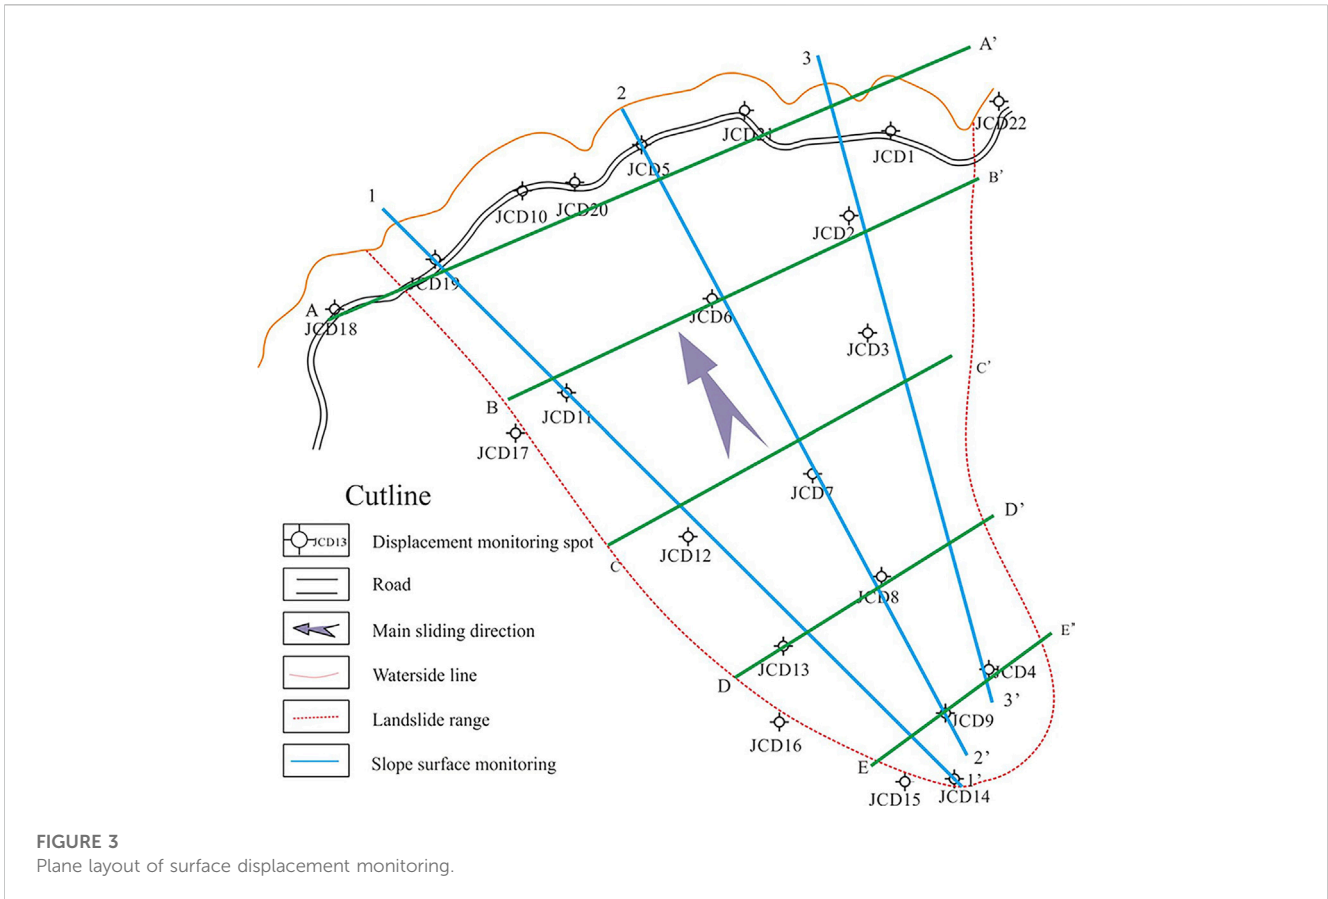 A’
3
2
JCD22
JCD21
JCD1
JCD5
B’
1
JCD10
JCD20
JCD2
JCD19
A
JCD18
JCD6
JCD3
C’
B
JCD11
JCD17
JCD7
Cutline
JCD13
Displacement monitoring spot
D’
JCD12
C
Road
JCD8
Main sliding direction
E”
JCD13
JCD4
Waterside line
D
3’
Landslide range
JCD9
JCD16
2’
Slope surface monitoring
E
1’
JCD15
JCD14
FIGURE 3
Plane layout of surface displacement monitoring.